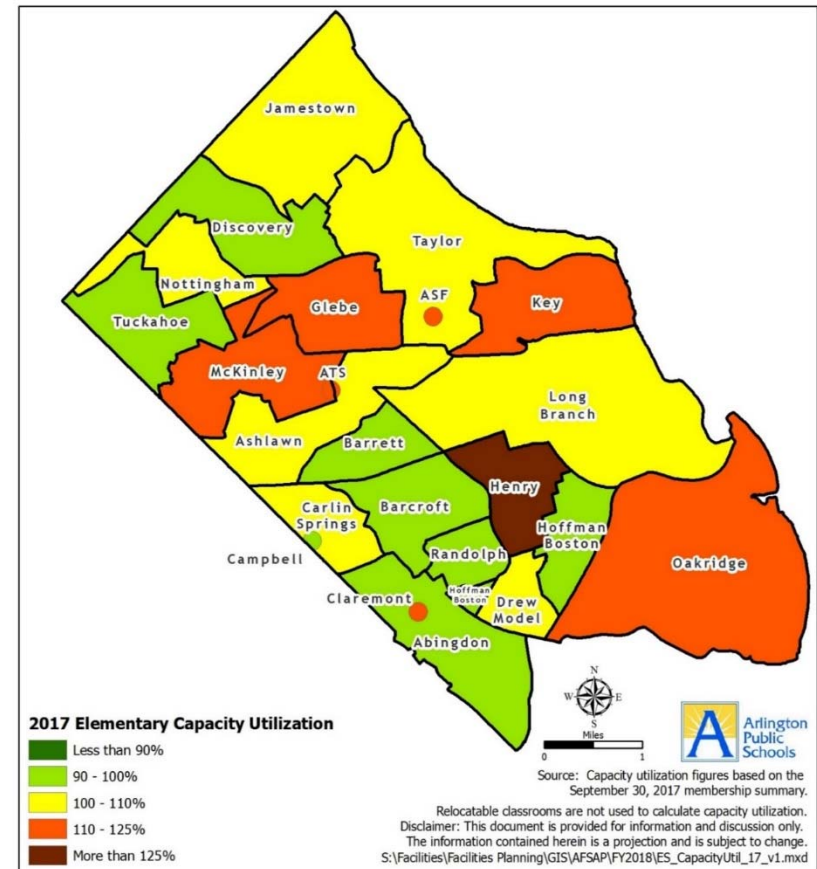 Jamestown
Discovery
Taylor
Nottingham
ASF
Key
Glebe
Tuckahoe
McKinley
ATS
Long
Branch
Ashlawn
Barrett
Henry
Carlin
Springs
Barcroft
Hoffman
Boston
Randolph
Oakridge
Campbell
Hoffman
Boston
Claremont
Drew
Model
Abingdon
N
W
E
S
Miles
0
1
2017 Elementary Capacity Utilization
Less than 90%
90 - 100%
100 - 110%
110 - 125%
More than 125%
A
Arlington
Public
Schools
Source: Capacity utilization figures based on the
September 30, 2017 membership summary.
Relocatable classrooms are not used to calculate capacity utilization.
Disclaimer: This document is provided for information and discussion only.
The information contained herein is a projection and is subject to change.
S:\Facilities\Facilities Planning\GIS\AFSAP\FY2018\ES_CapacityUtil_17_v1.mxd